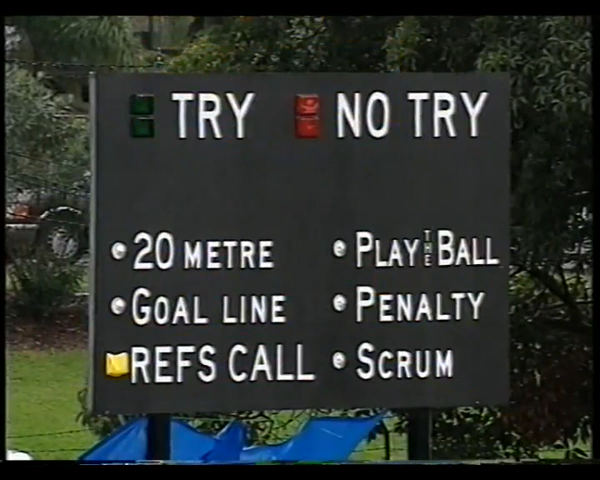 TRY NO TRY
20 METRE PLAY THE BALL
GOAL LINE PENALTY
REFS CALL SCRUM